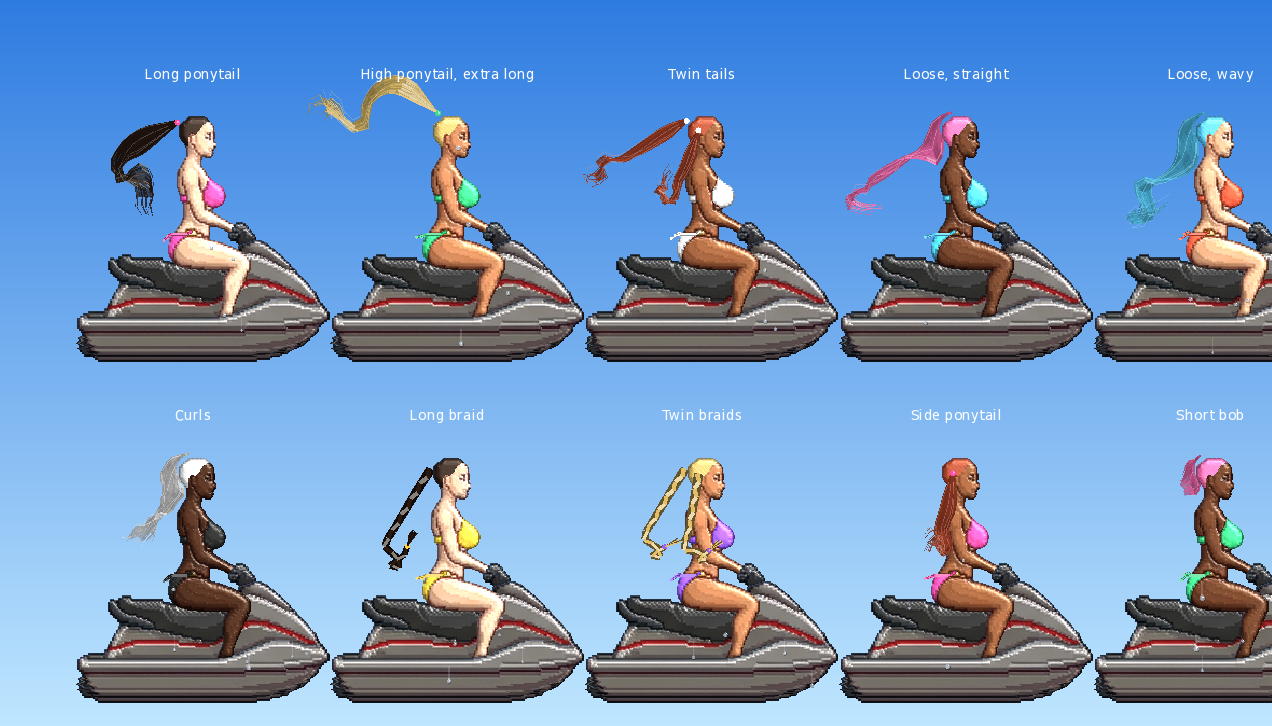 Long ponytail
High ponytail, extra long
Twin tails
Loose, straight
Loose, wavy
Curls
Long braid
Twin braids
Side ponytail
Short bob